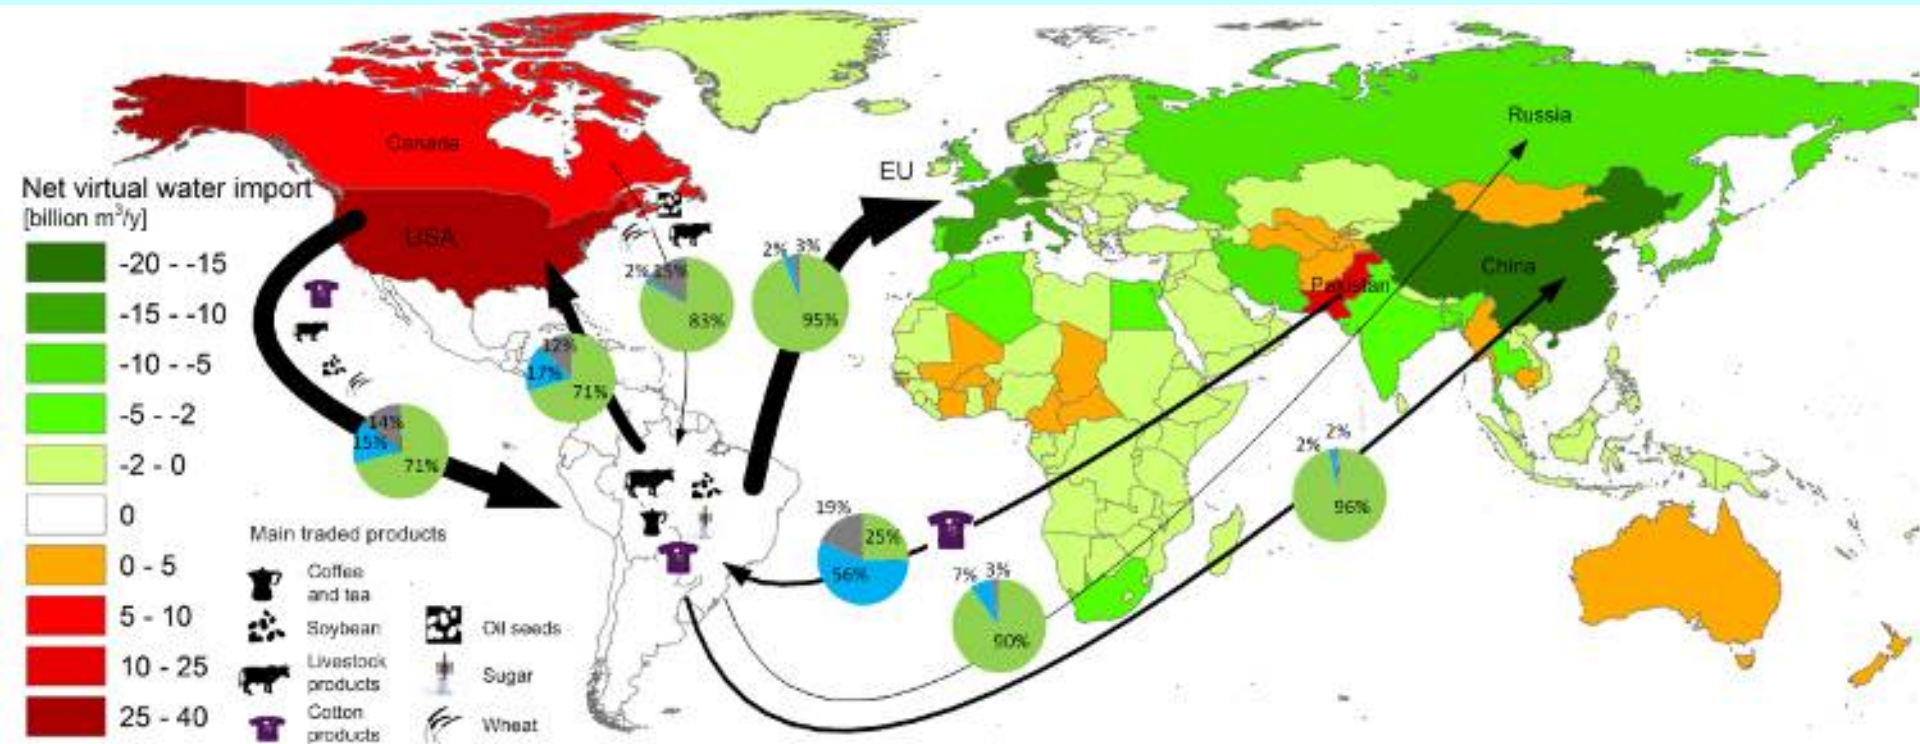 Canada
USA
EU
Russia
China
Pakistan
Net virtual water import
[billion m³/y]
-20 - -15
-15 - -10
-10 - -5
-5 - -2
-2 - 0
0
0 - 5
5 - 10
10 - 25
25 - 40
2% 15%
83%
2% 3%
95%
12%
17%
71%
14%
15%
71%
19%
25%
56%
7% 3%
90%
2% 2%
96%
Main traded products
Coffee
and tea
Soybean
Livestock
products
Cotton
products
Oil seeds
Sugar
Wheat